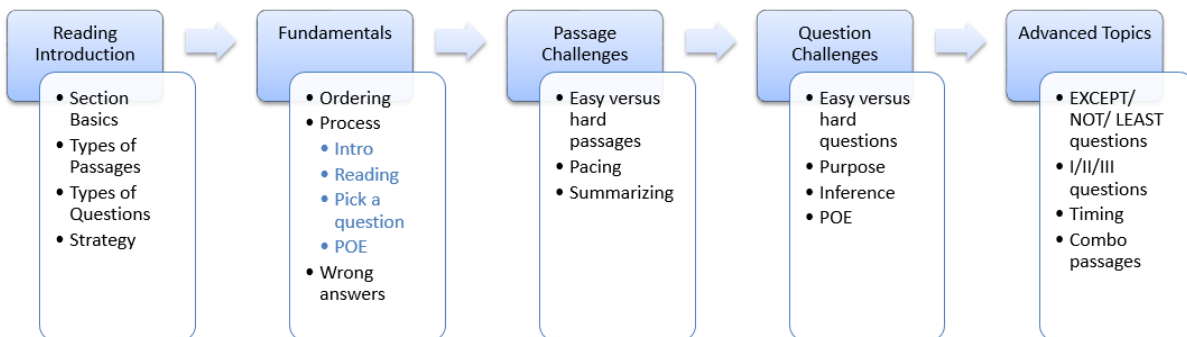 Reading
Introduction
• Section
Basics
• Types of
Passages
• Types of
Questions
• Strategy
Fundamentals
• Ordering
• Process
• Intro
• Reading
• Pick a
question
• POE
• Wrong
answers
Passage
Challenges
• Easy versus
hard
passages
• Pacing
• Summarizing
Question
Challenges
• Easy versus
hard
questions
• Purpose
• Inference
• POE
Advanced Topics
• EXCEPT/
NOT/ LEAST
questions
• I/II/III
questions
• Timing
• Combo
passages